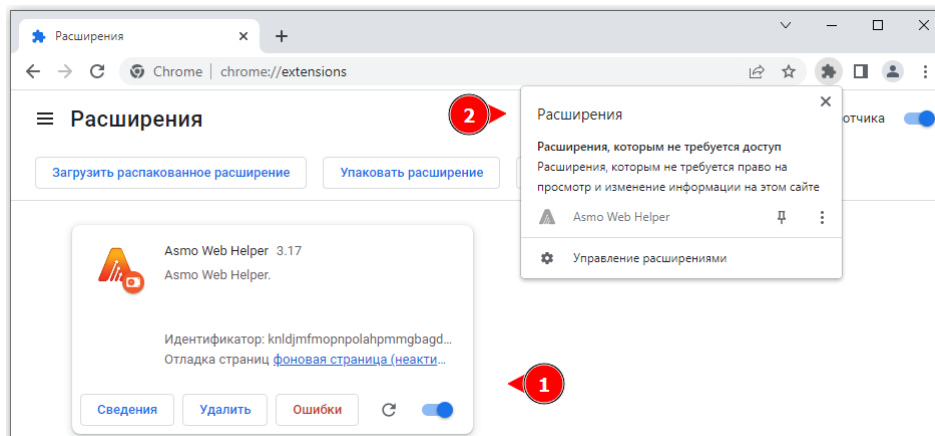 Расширения
Chrome | chrome://extensions
Расширения
2
Расширения
отчика
Расширения, которым не требуется доступ
Расширения, которым не требуется право на
просмотр и изменение информации на этом сайте
Загрузить распакованное расширение
Упаковать расширение
Asmo Web Helper
Управление расширениями
Asmo Web Helper 3.17
Asmo Web Helper.
Идентификатор: knldjmfmopnpolahpmmgbagd...
Отладка страниц фоновая страница (неакти...
1
Сведения
Удалить
Ошибки